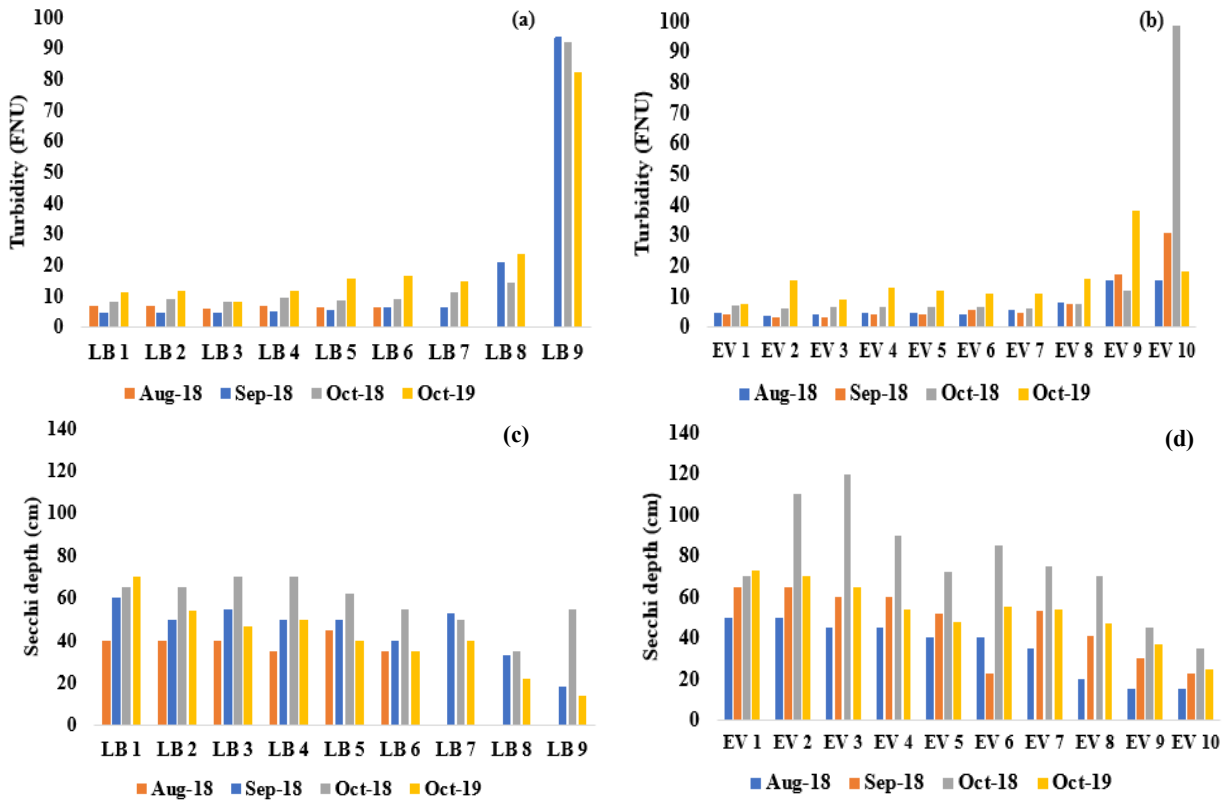 (a)
Turbidity (FNU)
100
90
80
70
60
50
40
30
20
10
0
LB 1 LB 2 LB 3 LB 4 LB 5 LB 6 LB 7 LB 8 LB 9
Aug-18 Sep-18 Oct-18 Oct-19
(b)
Turbidity (FNU)
100
90
80
70
60
50
40
30
20
10
0
EV 1 EV 2 EV 3 EV 4 EV 5 EV 6 EV 7 EV 8 EV 9 EV 10
Aug-18 Sep-18 Oct-18 Oct-19
(c)
Secchi depth (cm)
140
120
100
80
60
40
20
0
LB 1 LB 2 LB 3 LB 4 LB 5 LB 6 LB 7 LB 8 LB 9
Aug-18 Sep-18 Oct-18 Oct-19
(d)
Secchi depth (cm)
140
120
100
80
60
40
20
0
EV 1 EV 2 EV 3 EV 4 EV 5 EV 6 EV 7 EV 8 EV 9 EV 10
Aug-18 Sep-18 Oct-18 Oct-19